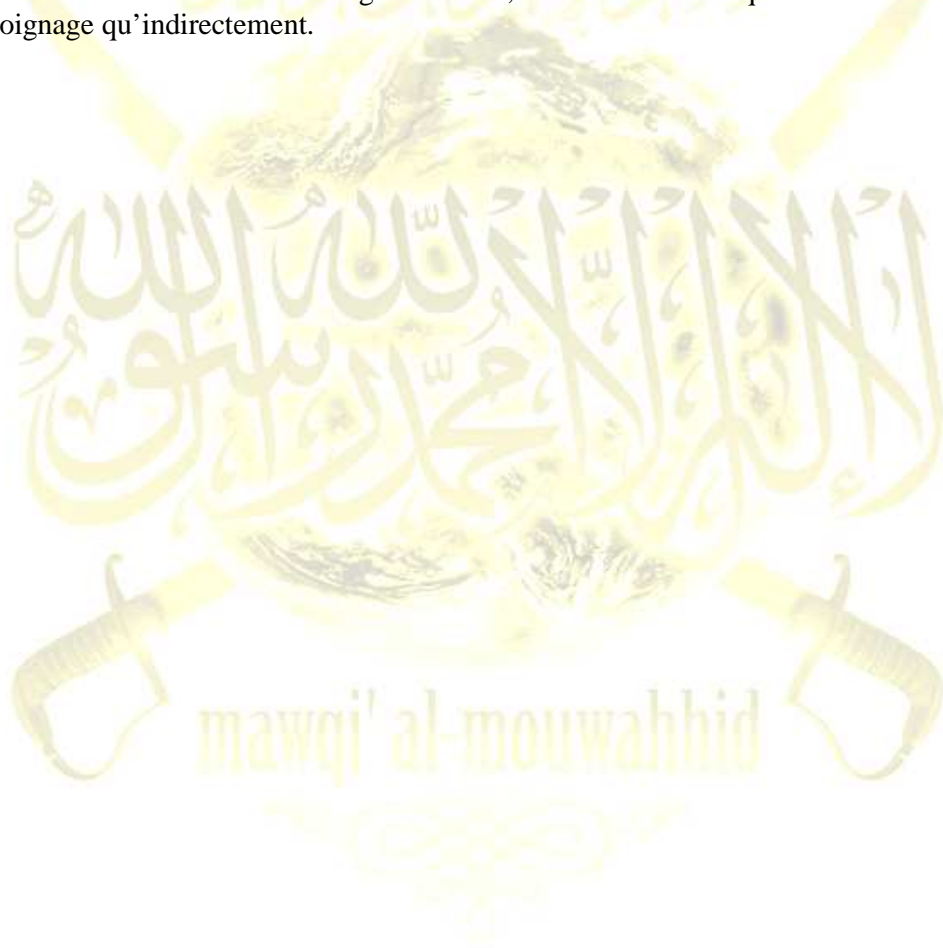 oignage qu’indirectement.
لا إله إلا الله
محمد رسول الله
mawqi' al-mouwahhid